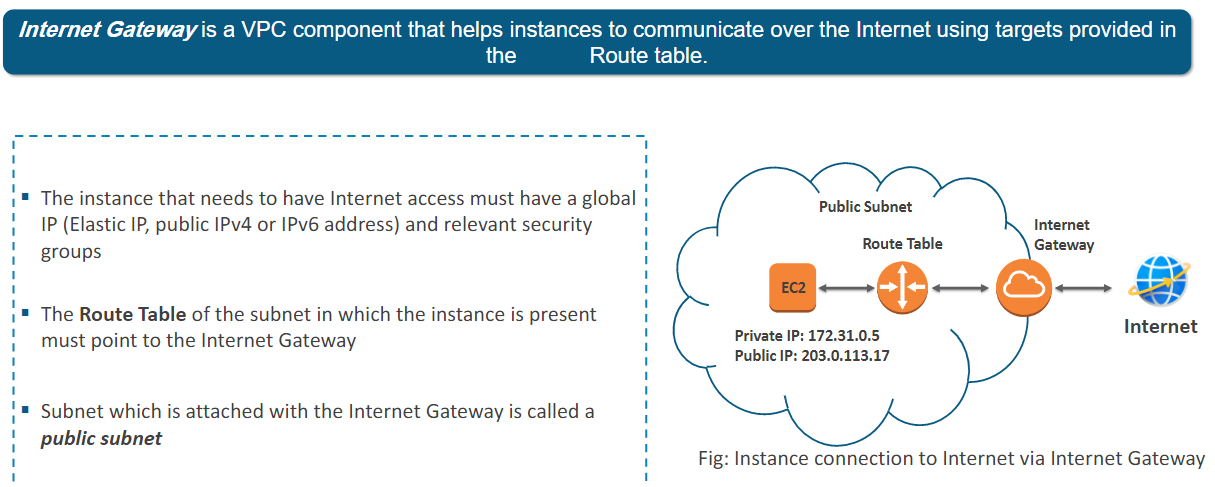 Internet Gateway is a VPC component that helps instances to communicate over the Internet using targets provided in
the Route table.
The instance that needs to have Internet access must have a global
IP (Elastic IP, public IPv4 or IPv6 address) and relevant security
groups
The Route Table of the subnet in which the instance is present
must point to the Internet Gateway
Subnet which is attached with the Internet Gateway is called a
public subnet
Public Subnet
Internet
Gateway
Route Table
EC2
Private IP: 172.31.0.5
Public IP: 203.0.113.17
Internet
Fig: Instance connection to Internet via Internet Gateway